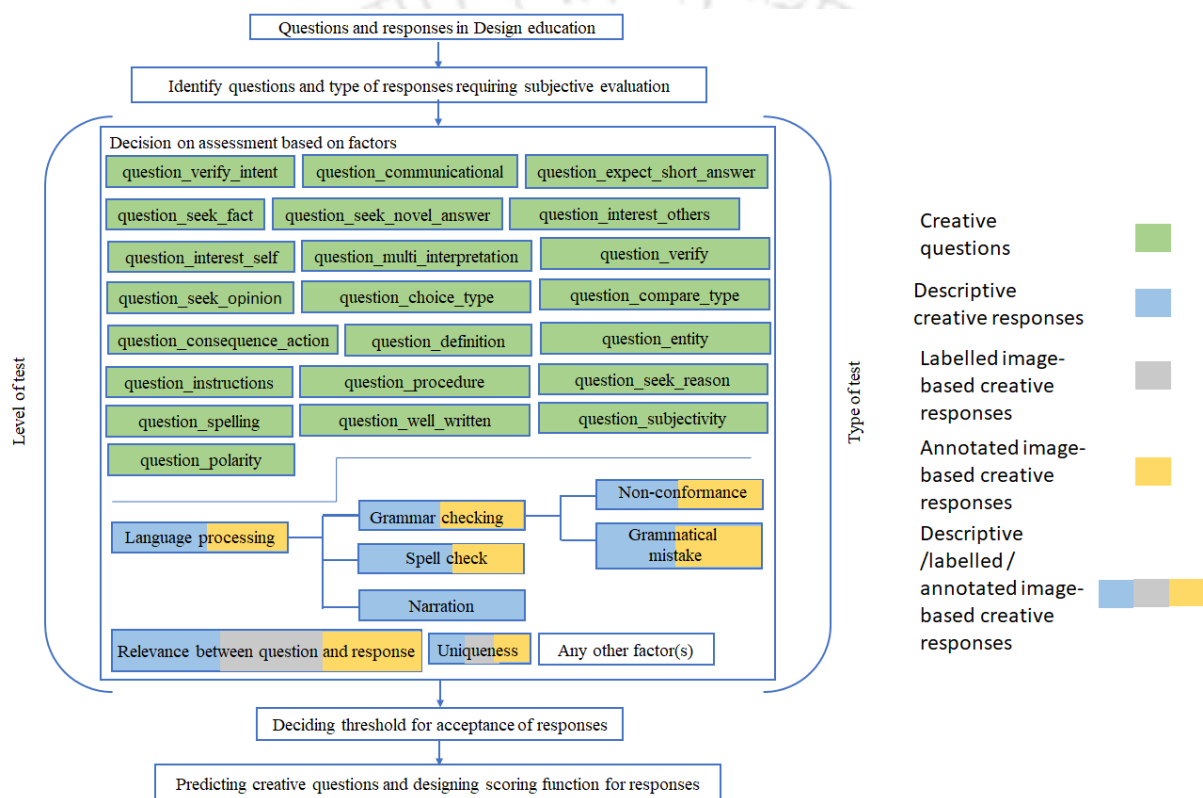 Questions and responses in Design education
Identify questions and type of responses requiring subjective evaluation
Decision on assessment based on factors
question_verify_intent
question_communicational
question_expect_short_answer
question_seek_fact
question_seek_novel_answer
question_interest_others
question_interest_self
question_multi_interpretation
question_verify
question_seek_opinion
question_choice_type
question_compare_type
question_consequence_action
question_definition
question_entity
question_instructions
question_procedure
question_seek_reason
question_spelling
question_well_written
question_subjectivity
question_polarity
Language processing
Grammar checking
Spell check
Narration
Non-conformance
Grammatical
mistake
Relevance between question and response
Uniqueness
Any other factor(s)
Level of test
Type of test
Deciding threshold for acceptance of responses
Predicting creative questions and designing scoring function for responses
Creative
questions
Descriptive
creative responses
Labelled image-
based creative
responses
Annotated image-
based creative
responses
Descriptive
/labelled /
annotated image-
based creative
responses